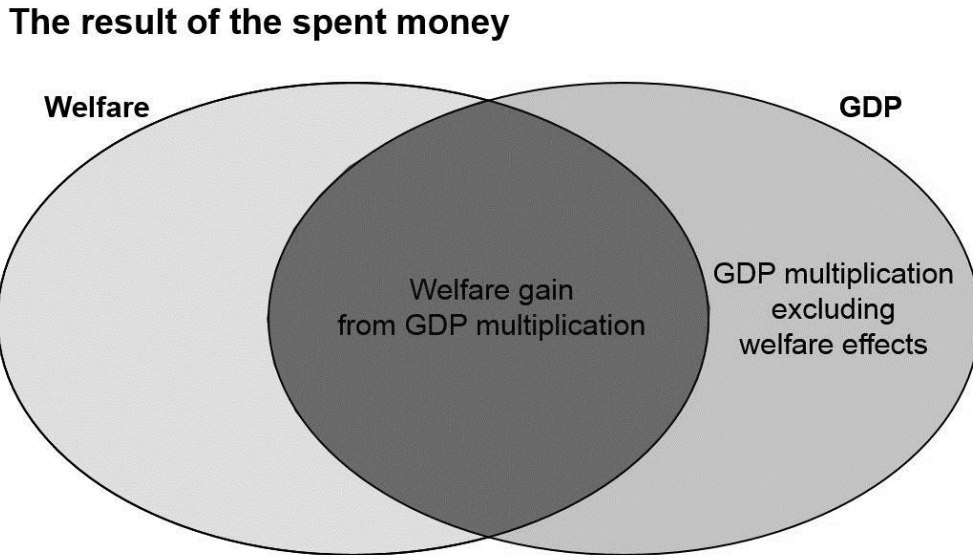 The result of the spent money
Welfare
GDP
Welfare gain
from GDP multiplication
GDP multiplication
excluding
welfare effects